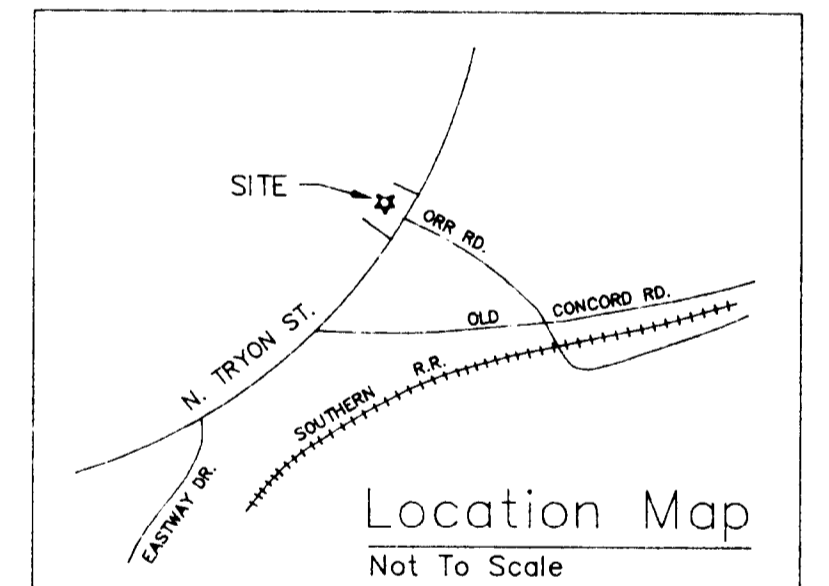 SITE
ORR RD.
OLD CONCORD RD.
N. TRYON ST.
SOUTHERN R.R.
EASTWAY DR.
Location Map
Not To Scale